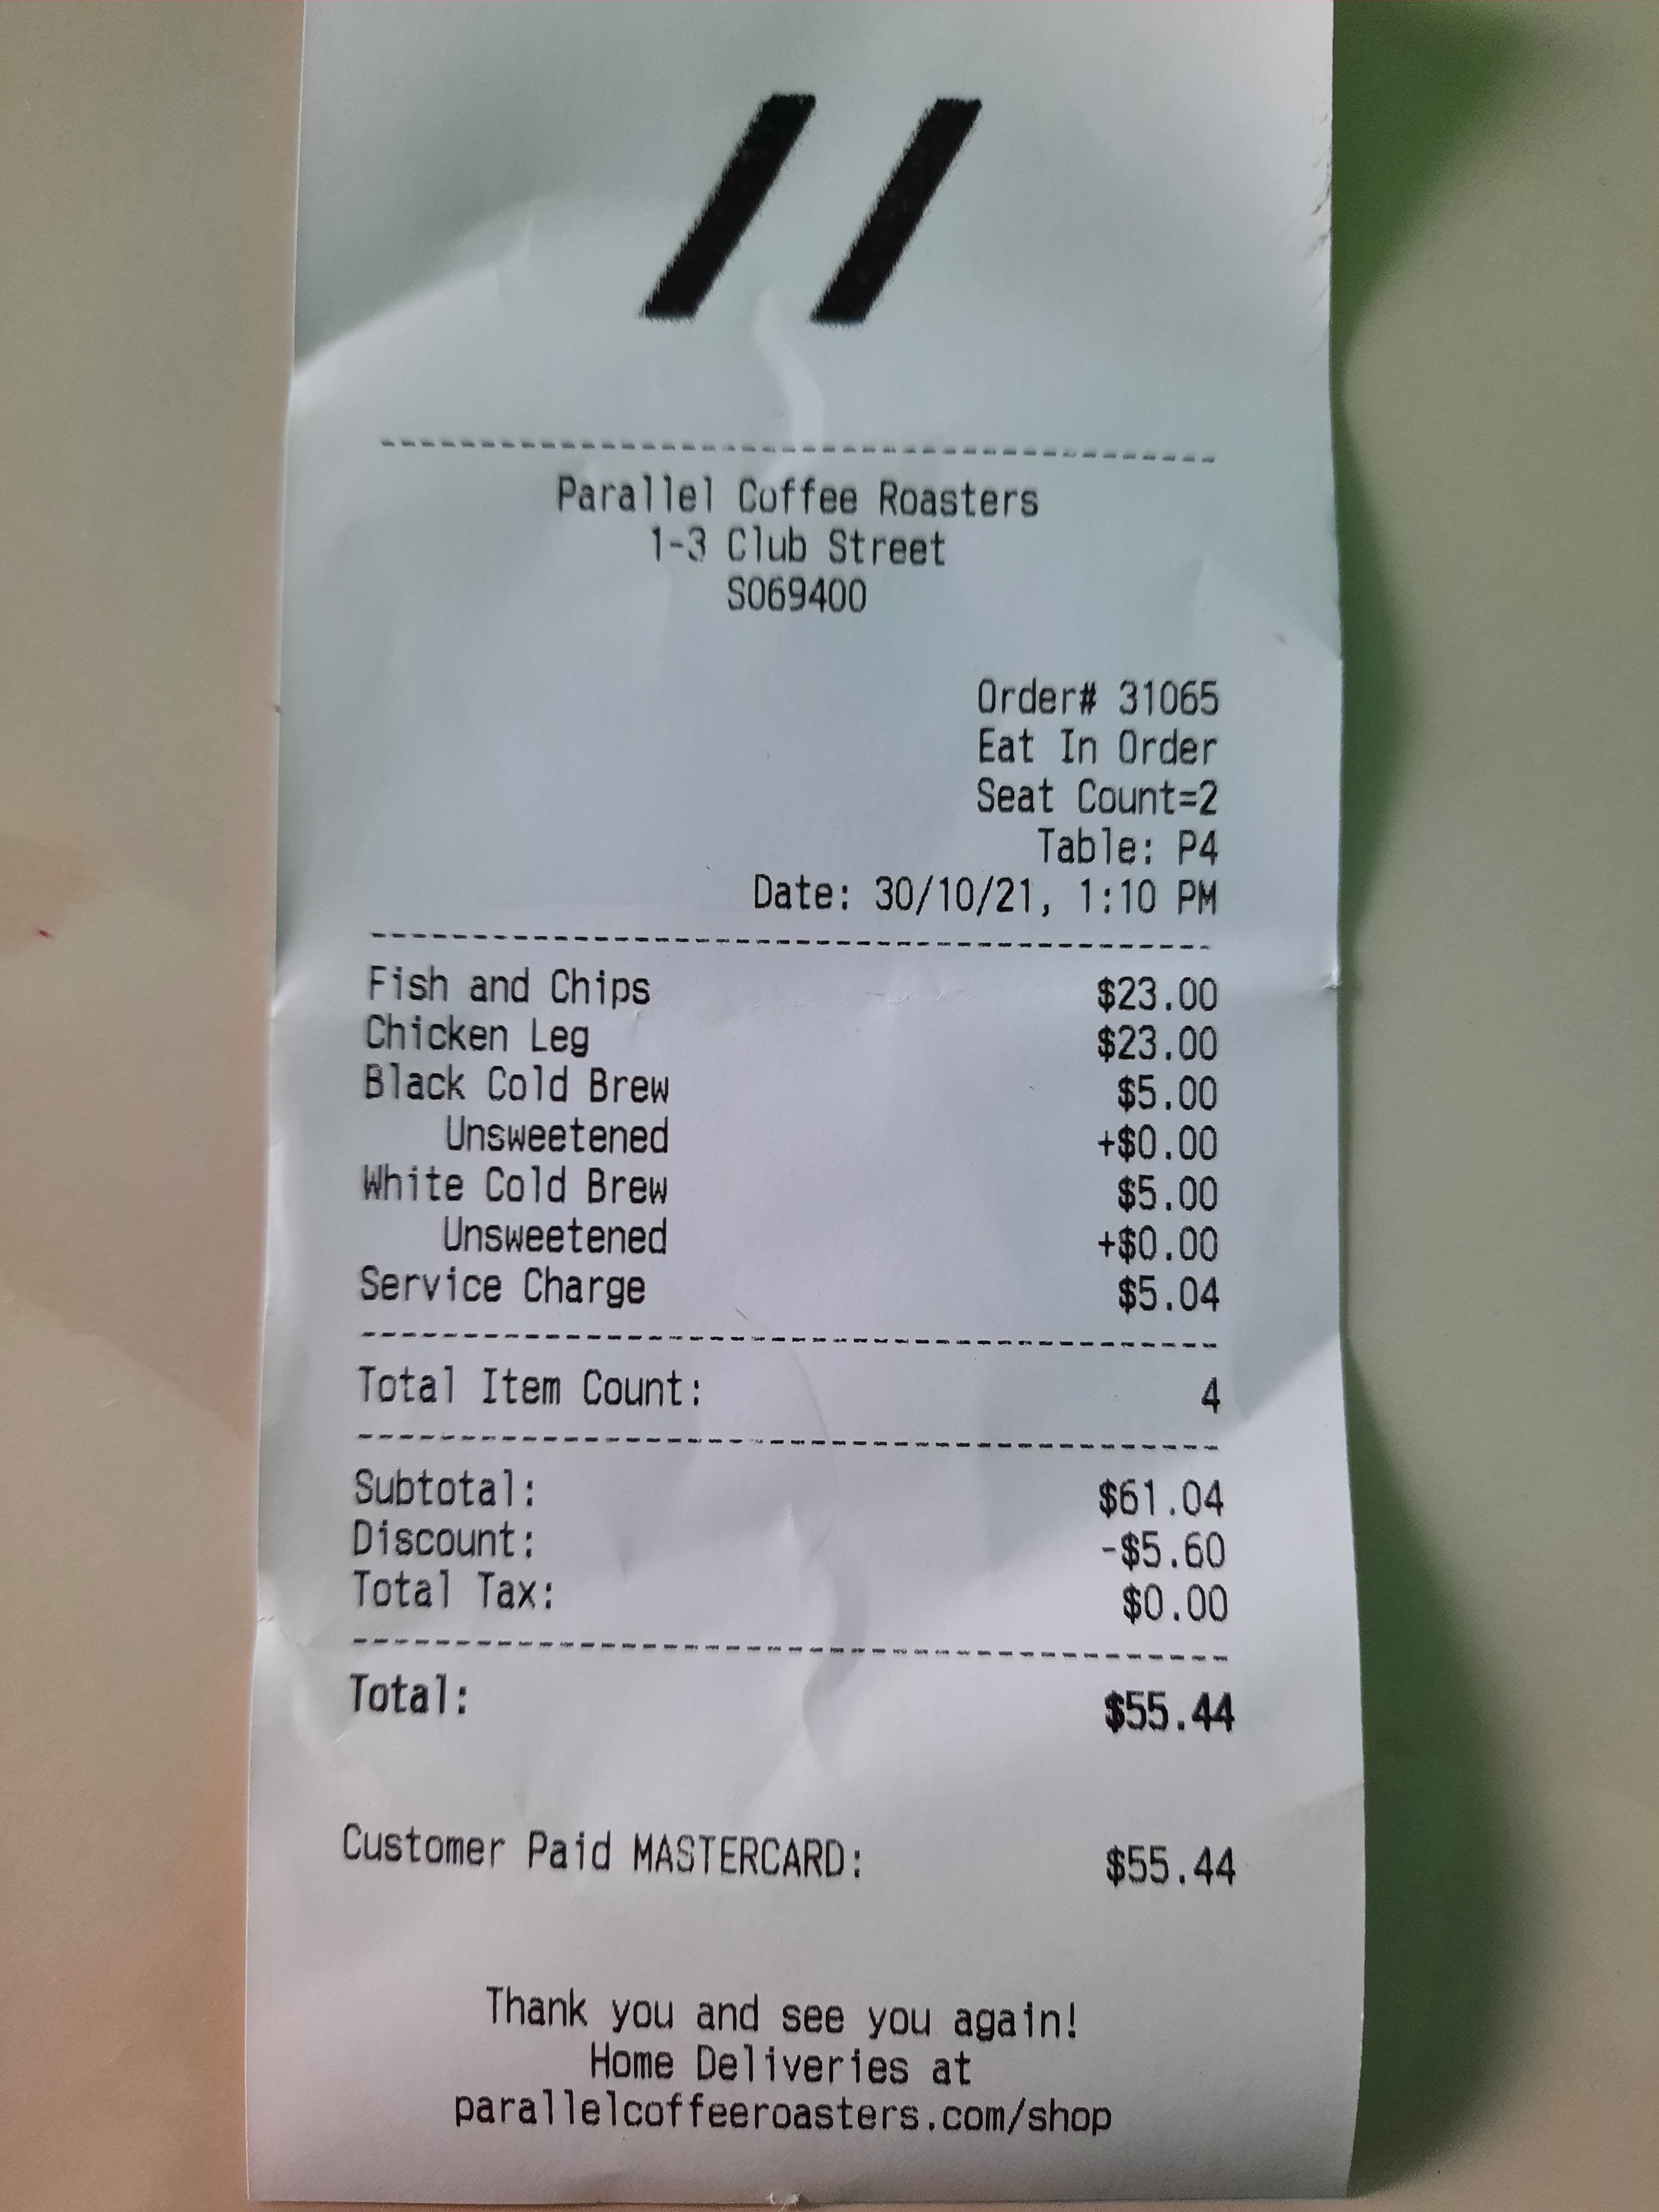 Parallel Coffee Roasters
1-3 Club Street
S069400
Order# 31065
Eat In Order
Seat Count=2
Table: P4
Date: 30/10/21, 1:10 PM
Fish and Chips $23.00
Chicken Leg $23.00
Black Cold Brew $5.00
Unsweetened +$0.00
White Cold Brew $5.00
Unsweetened +$0.00
Service Charge $5.04
Total Item Count: 4
Subtotal: $61.04
Discount: -$5.60
Total Tax: $0.00
Total: $55.44
Customer Paid MASTERCARD: $55.44
Thank you and see you again!
Home Deliveries at
parallelcoffeeroasters.com/shop